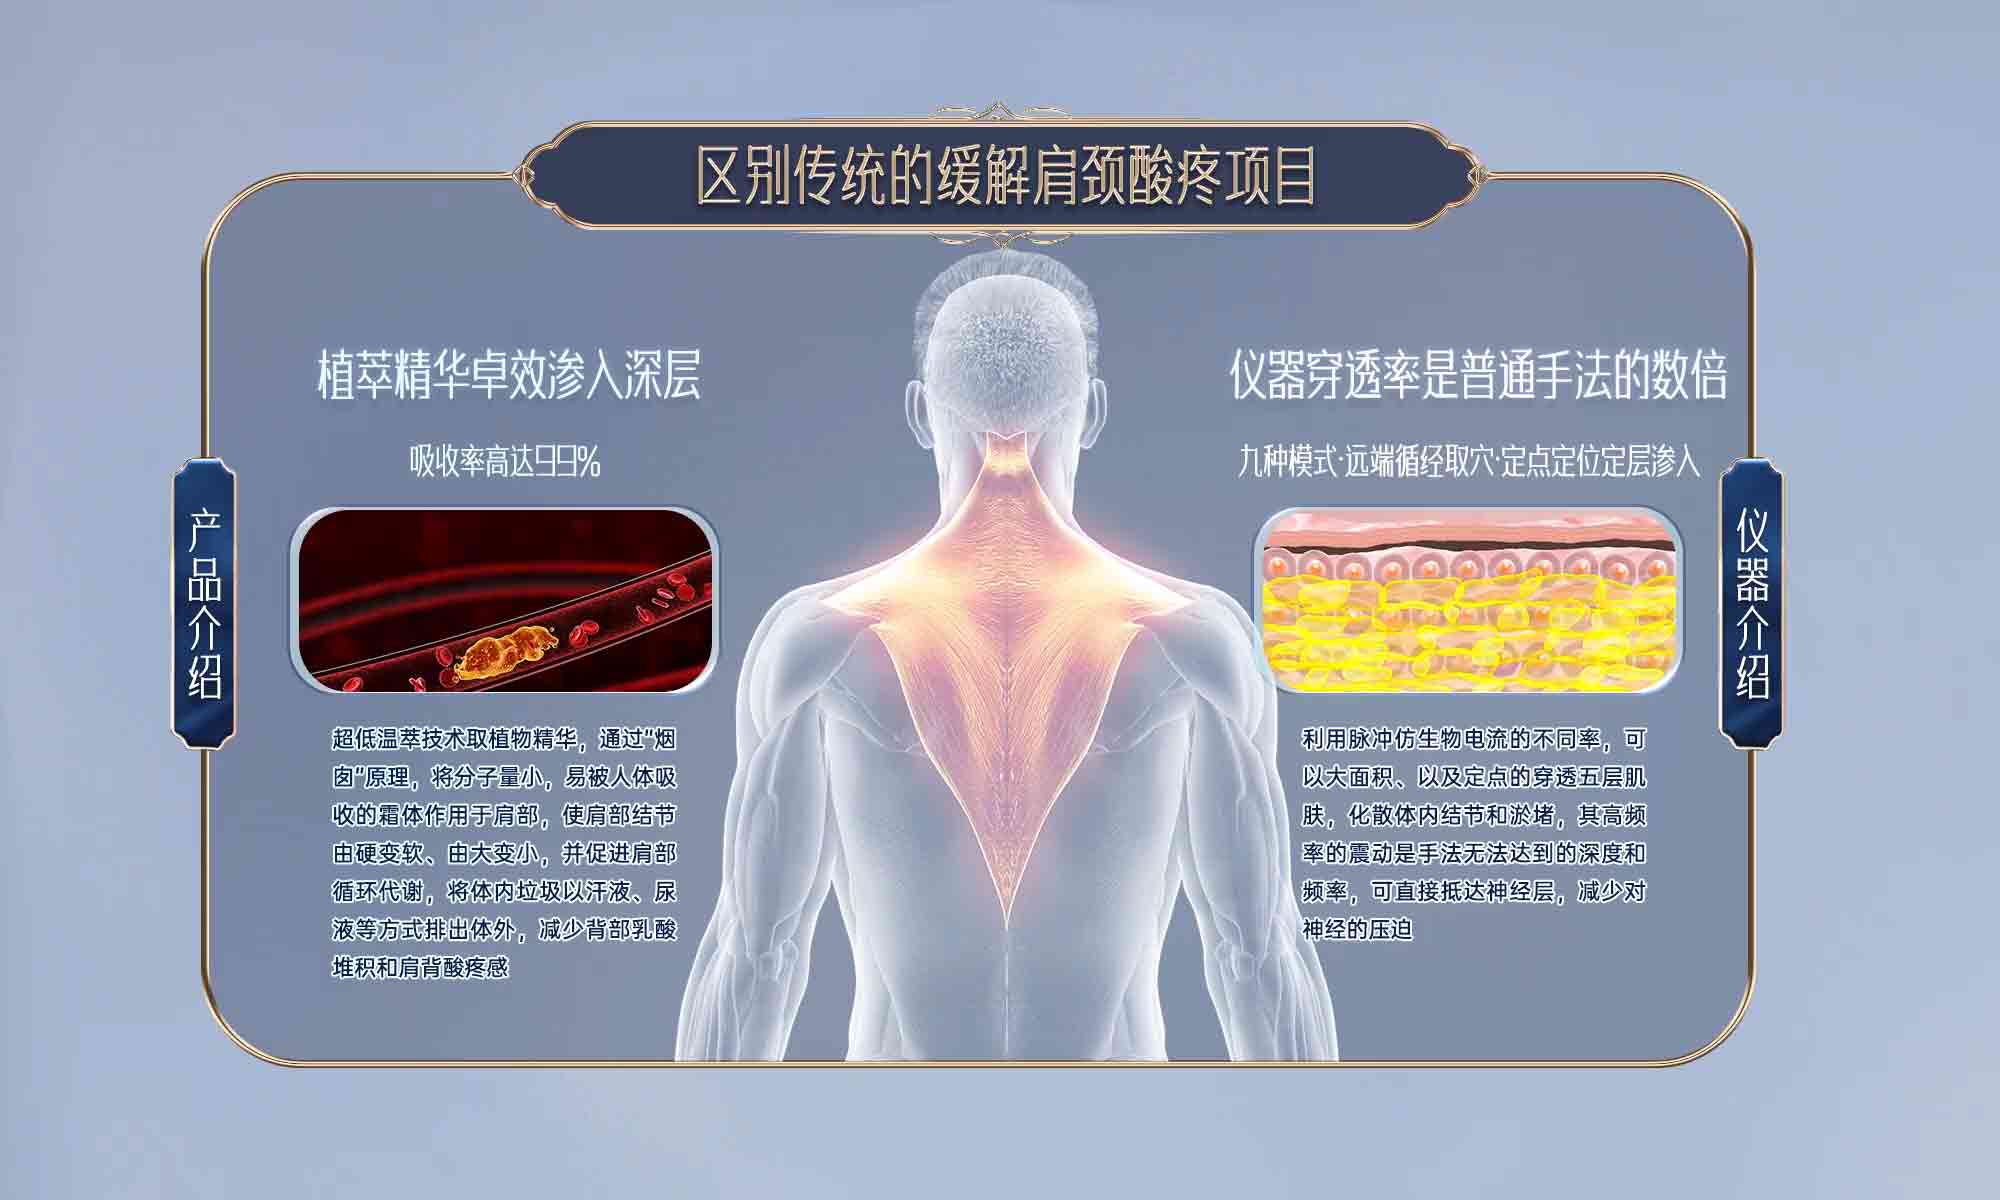 区别传统的缓解肩颈酸疼项目
产品介绍
植萃精华卓效渗入深层
吸收率高达99%
超低温萃技术取植物精华，通过“烟
囱”原理，将分子量小，易被人体吸
收的霜体作用于肩部，使肩部结节
由硬变软、由大变小，并促进肩部
循环代谢，将体内垃圾以汗液、尿
液等方式排出体外，减少背部乳酸
堆积和肩背酸疼感
仪器穿透率是普通手法的数倍
九种模式·远端循经取穴·定点定位定层渗入
利用脉冲仿生物电流的不同率，可
以大面积、以及定点的穿透五层肌
肤，化散体内结节和淤堵，其高频
率的震动是手法无法达到的深度和
频率，可直接抵达神经层，减少对
神经的压迫
仪器介绍